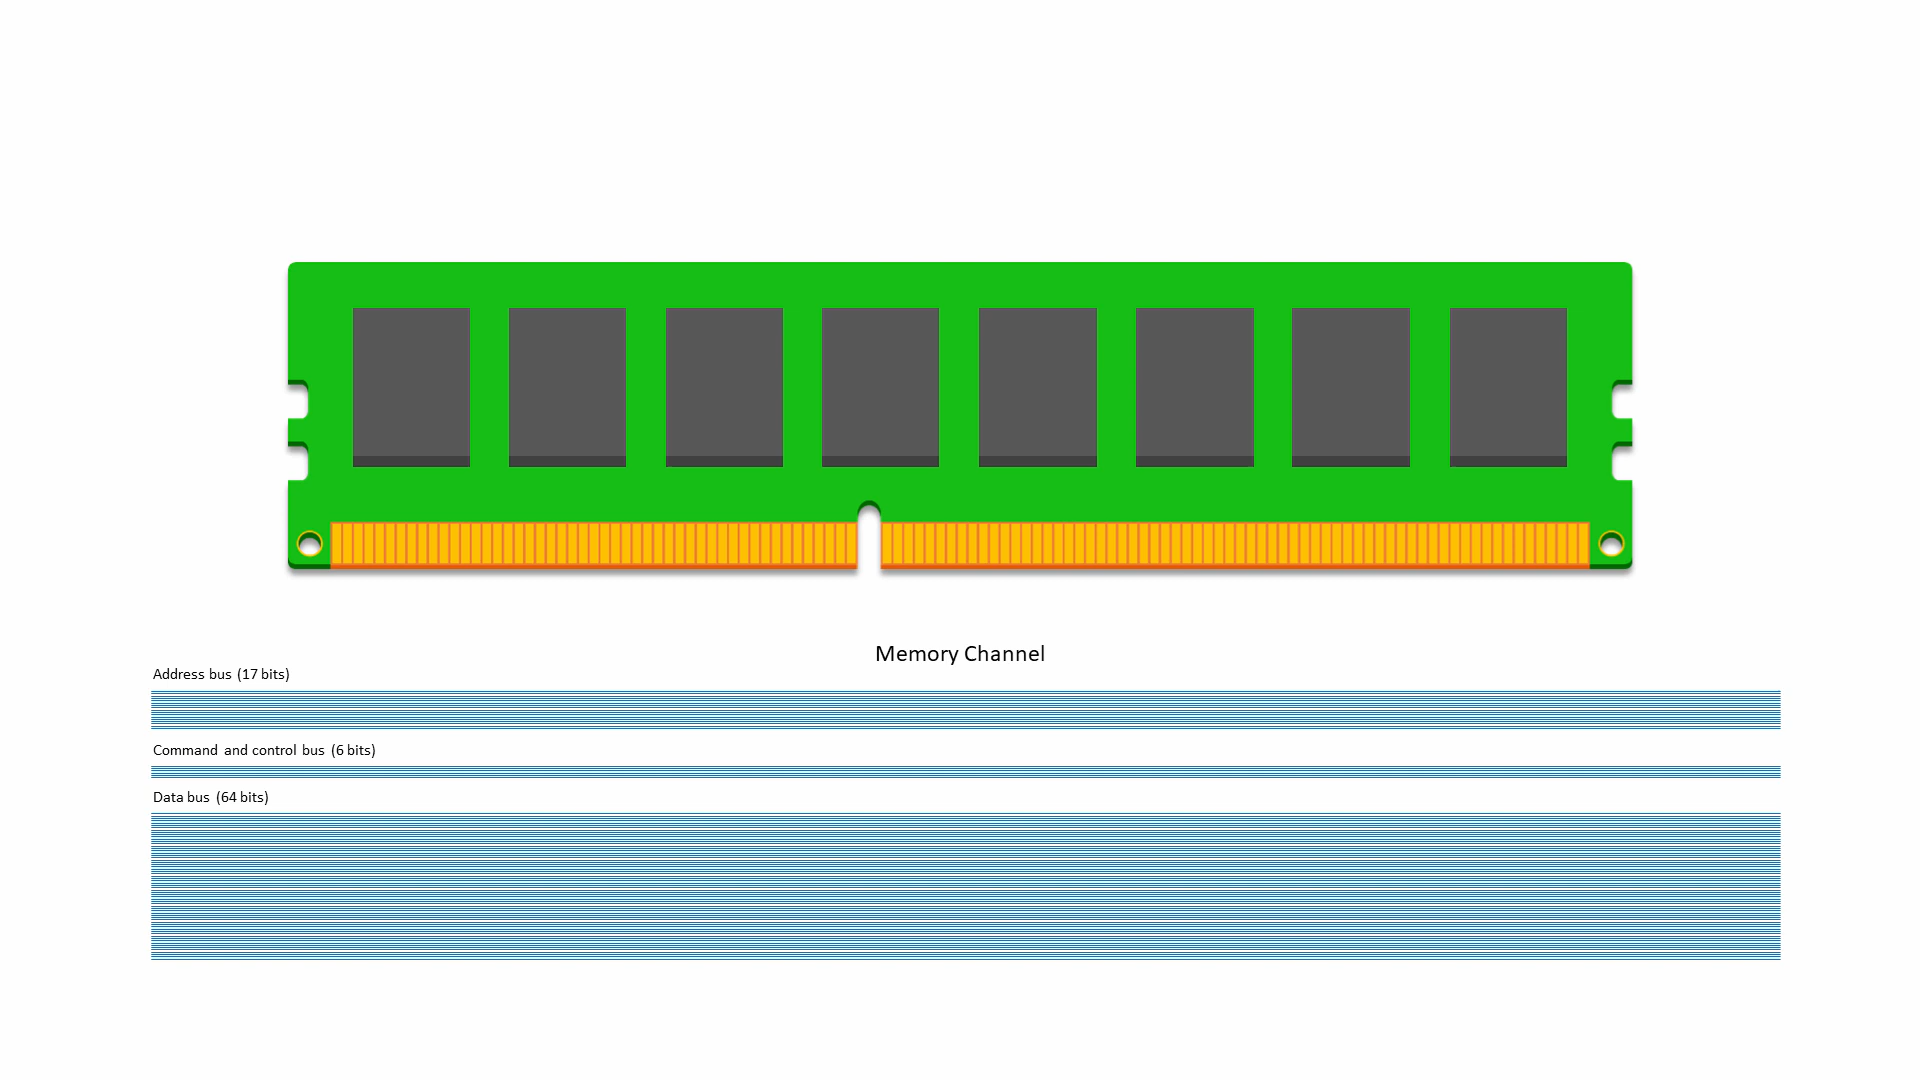 Memory Channel
Address bus (17 bits)
Command and control bus (6 bits)
Data bus (64 bits)